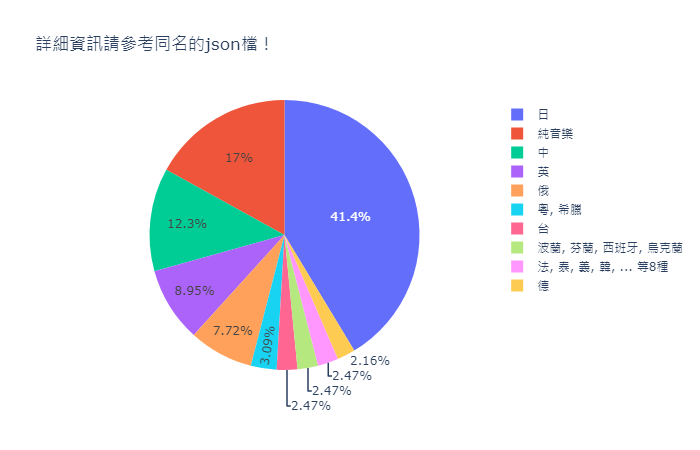 詳細資訊請參考同名的json檔！
41.4%
17%
12.3%
8.95%
7.72%
3.09%
2.47%
2.47%
2.47%
2.16%
日
純音樂
中
英
俄
粵, 希臘
台
波蘭, 芬蘭, 西班牙, 烏克蘭
法, 泰, 義, 韓, ... 等8種
德